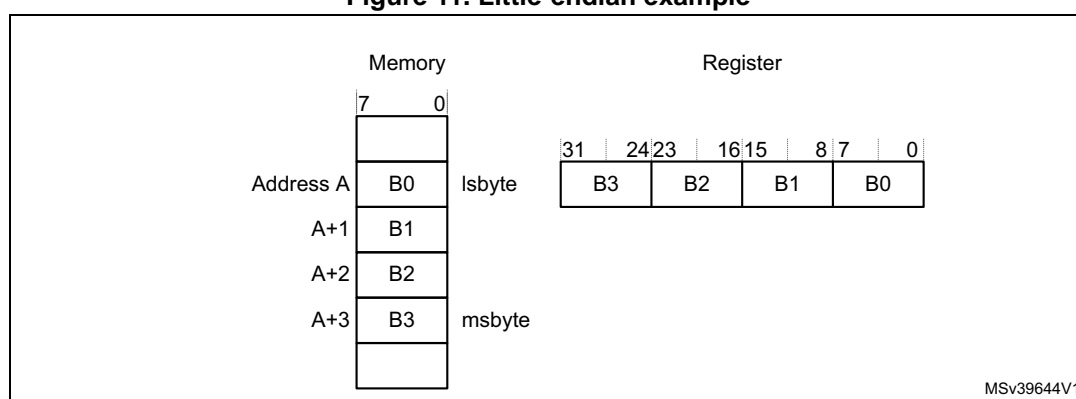 Figure 11. Little-endian example
Memory
Register
7 0
31 24 23 16 15 8 7 0
Address A B0 lsbyte B3 B2 B1 B0
A+1 B1
A+2 B2
A+3 B3 msbyte
MSv39644V1